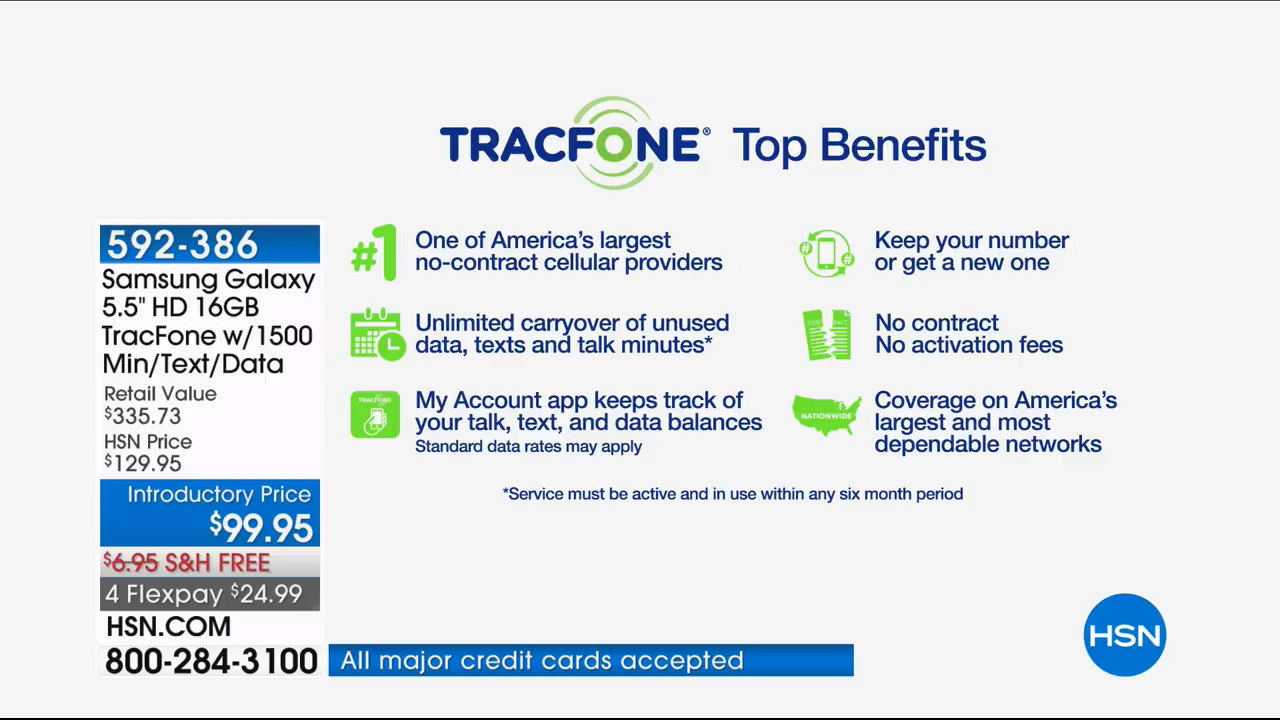 TRACFONE® Top Benefits
592-386
Samsung Galaxy
5.5" HD 16GB
TracFone w/1500
Min/Text/Data
Retail Value
$335.73
HSN Price
$129.95
Introductory Price
$99.95
$6.95 S&H FREE
4 Flexpay $24.99
HSN.COM
800-284-3100
#1
One of America's largest
no-contract cellular providers
Unlimited carryover of unused
data, texts and talk minutes*
TRACFONE
My Account app keeps track of
your talk, text, and data balances
Standard data rates may apply
# #
Keep your number
or get a new one
CONTRACT
No contract
No activation fees
NATIONWIDE
Coverage on America's
largest and most
dependable networks
*Service must be active and in use within any six month period
All major credit cards accepted
HSN